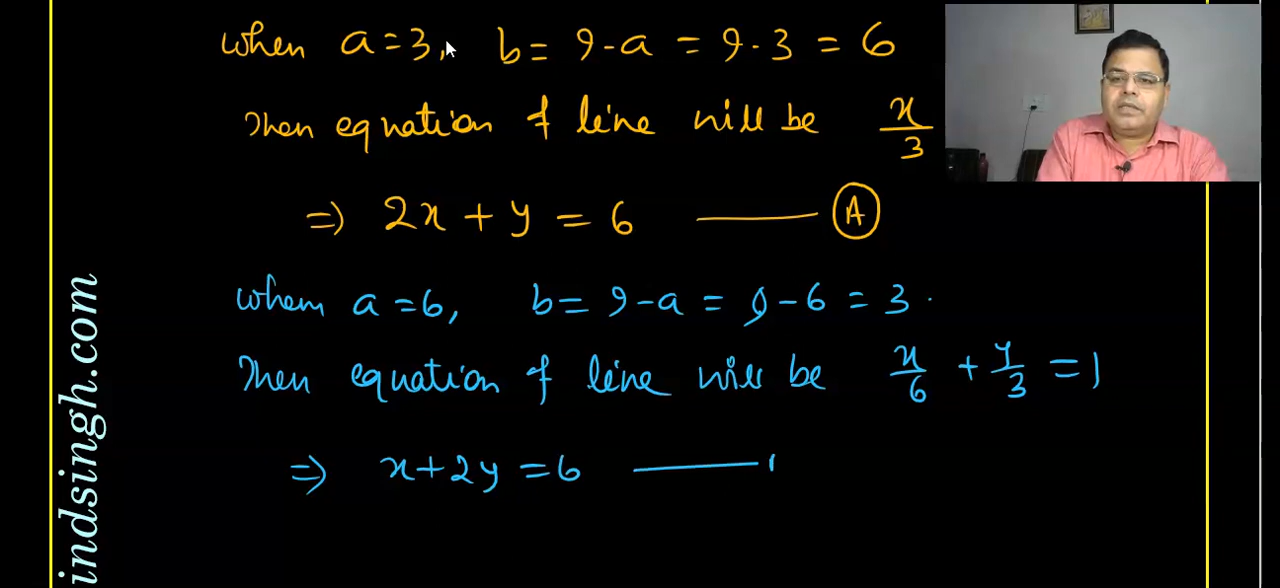 when a=3, b= 9-a = 9-3 = 6
Then equation of line will be x/3
=> 2x + y = 6 ——— Ⓐ
when a=6, b= 9-a = 9-6 = 3.
Then equation of line will be x/6 + y/3 = 1
=> x+2y = 6 ———
indsingh.com